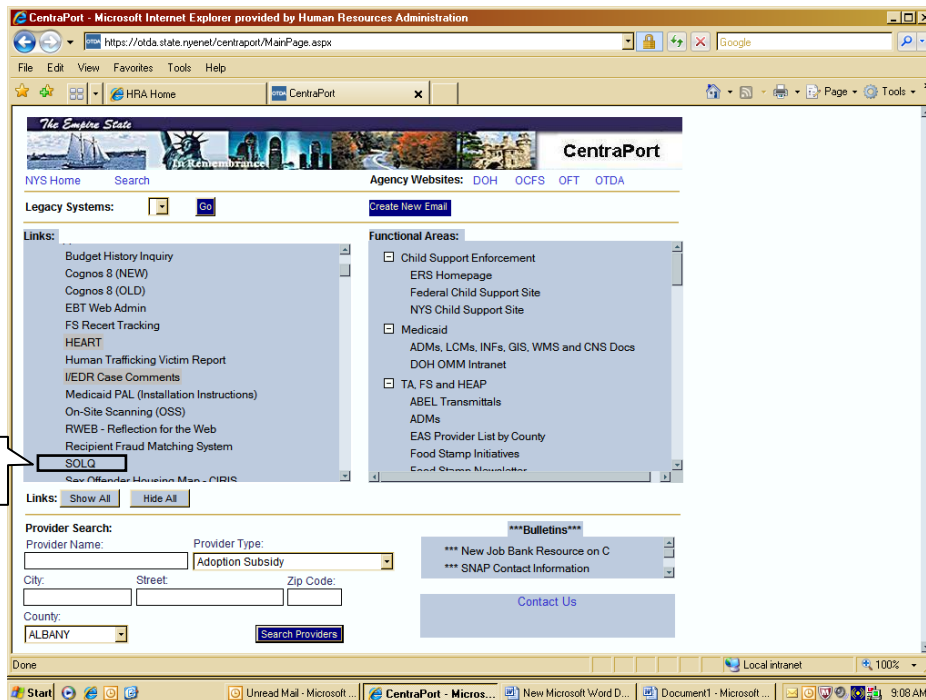 CentraPort - Microsoft Internet Explorer provided by Human Resources Administration
https://otda.state.nyenet/centraport/MainPage.aspx
Google
File Edit View Favorites Tools Help
HRA Home
CentraPort
Page
Tools
The Empire State
In Remembrance
CentraPort
NYS Home Search
Agency Websites: DOH OCFS OFT OTDA
Legacy Systems:
Go
Create New Email
Links:
Budget History Inquiry
Cognos 8 (NEW)
Cognos 8 (OLD)
EBT Web Admin
FS Recert Tracking
HEART
Human Trafficking Victim Report
I/EDR Case Comments
Medicaid PAL (Installation Instructions)
On-Site Scanning (OSS)
RWEB - Reflection for the Web
Recipient Fraud Matching System
SOLQ
Sex Offender Housing Map - CIRIS
Functional Areas:
Child Support Enforcement
ERS Homepage
Federal Child Support Site
NYS Child Support Site
Medicaid
ADMs, LCMs, INFs, GIS, WMS and CNS Docs
DOH OMM Intranet
TA, FS and HEAP
ABEL Transmittals
ADMs
EAS Provider List by County
Food Stamp Initiatives
Food Stamp Newsletter
Links: Show All Hide All
Provider Search:
Provider Name:
Provider Type:
Adoption Subsidy
City:
Street:
Zip Code:
County:
ALBANY
Search Providers
***Bulletins***
*** New Job Bank Resource on C
*** SNAP Contact Information
Contact Us
Done
Local intranet
100%
Start
Unread Mail - Microsoft ...
CentraPort - Micros...
New Microsoft Word D...
Document1 - Microsoft ...
9:08 AM